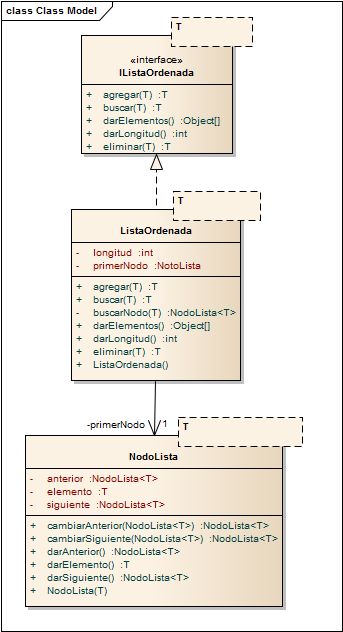 class Class Model
T
«interface»
IListaOrdenada
+ agregar(T) :T
+ buscar(T) :T
+ darElementos() :Object[]
+ darLongitud() :int
+ eliminar(T) :T
T
ListaOrdenada
- longitud :int
- primerNodo :NotoLista
+ agregar(T) :T
+ buscar(T) :T
- buscarNodo(T) :NodoLista<T>
+ darElementos() :Object[]
+ darLongitud() :int
+ eliminar(T) :T
+ ListaOrdenada()
-primerNodo 1
T
NodoLista
- anterior :NodoLista<T>
- elemento :T
- siguiente :NodoLista<T>
+ cambiarAnterior(NodoLista<T>) :NodoLista<T>
+ cambiarSiguiente(NodoLista<T>) :NodoLista<T>
+ darAnterior() :NodoLista<T>
+ darElemento() :T
+ darSiguiente() :NodoLista<T>
+ NodoLista(T)